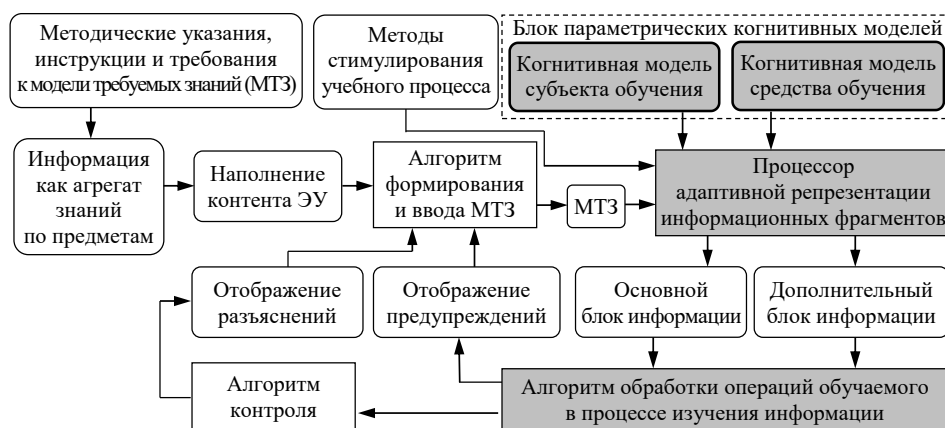 Методические указания,
инструкции и требования
к модели требуемых знаний (МТЗ)
Методы
стимулирования
учебного процесса
Блок параметрических когнитивных моделей
Когнитивная модель
субъекта обучения
Когнитивная модель
средства обучения
Информация
как агрегат
знаний
по предметам
Наполнение
контента ЭУ
Алгоритм
формирования
и ввода МТЗ
МТЗ
Процессор
адаптивной репрезентации
информационных фрагментов
Отображение
разъяснений
Отображение
предупреждений
Основной
блок информации
Дополнительный
блок информации
Алгоритм
контроля
Алгоритм обработки операций обучаемого
в процессе изучения информации